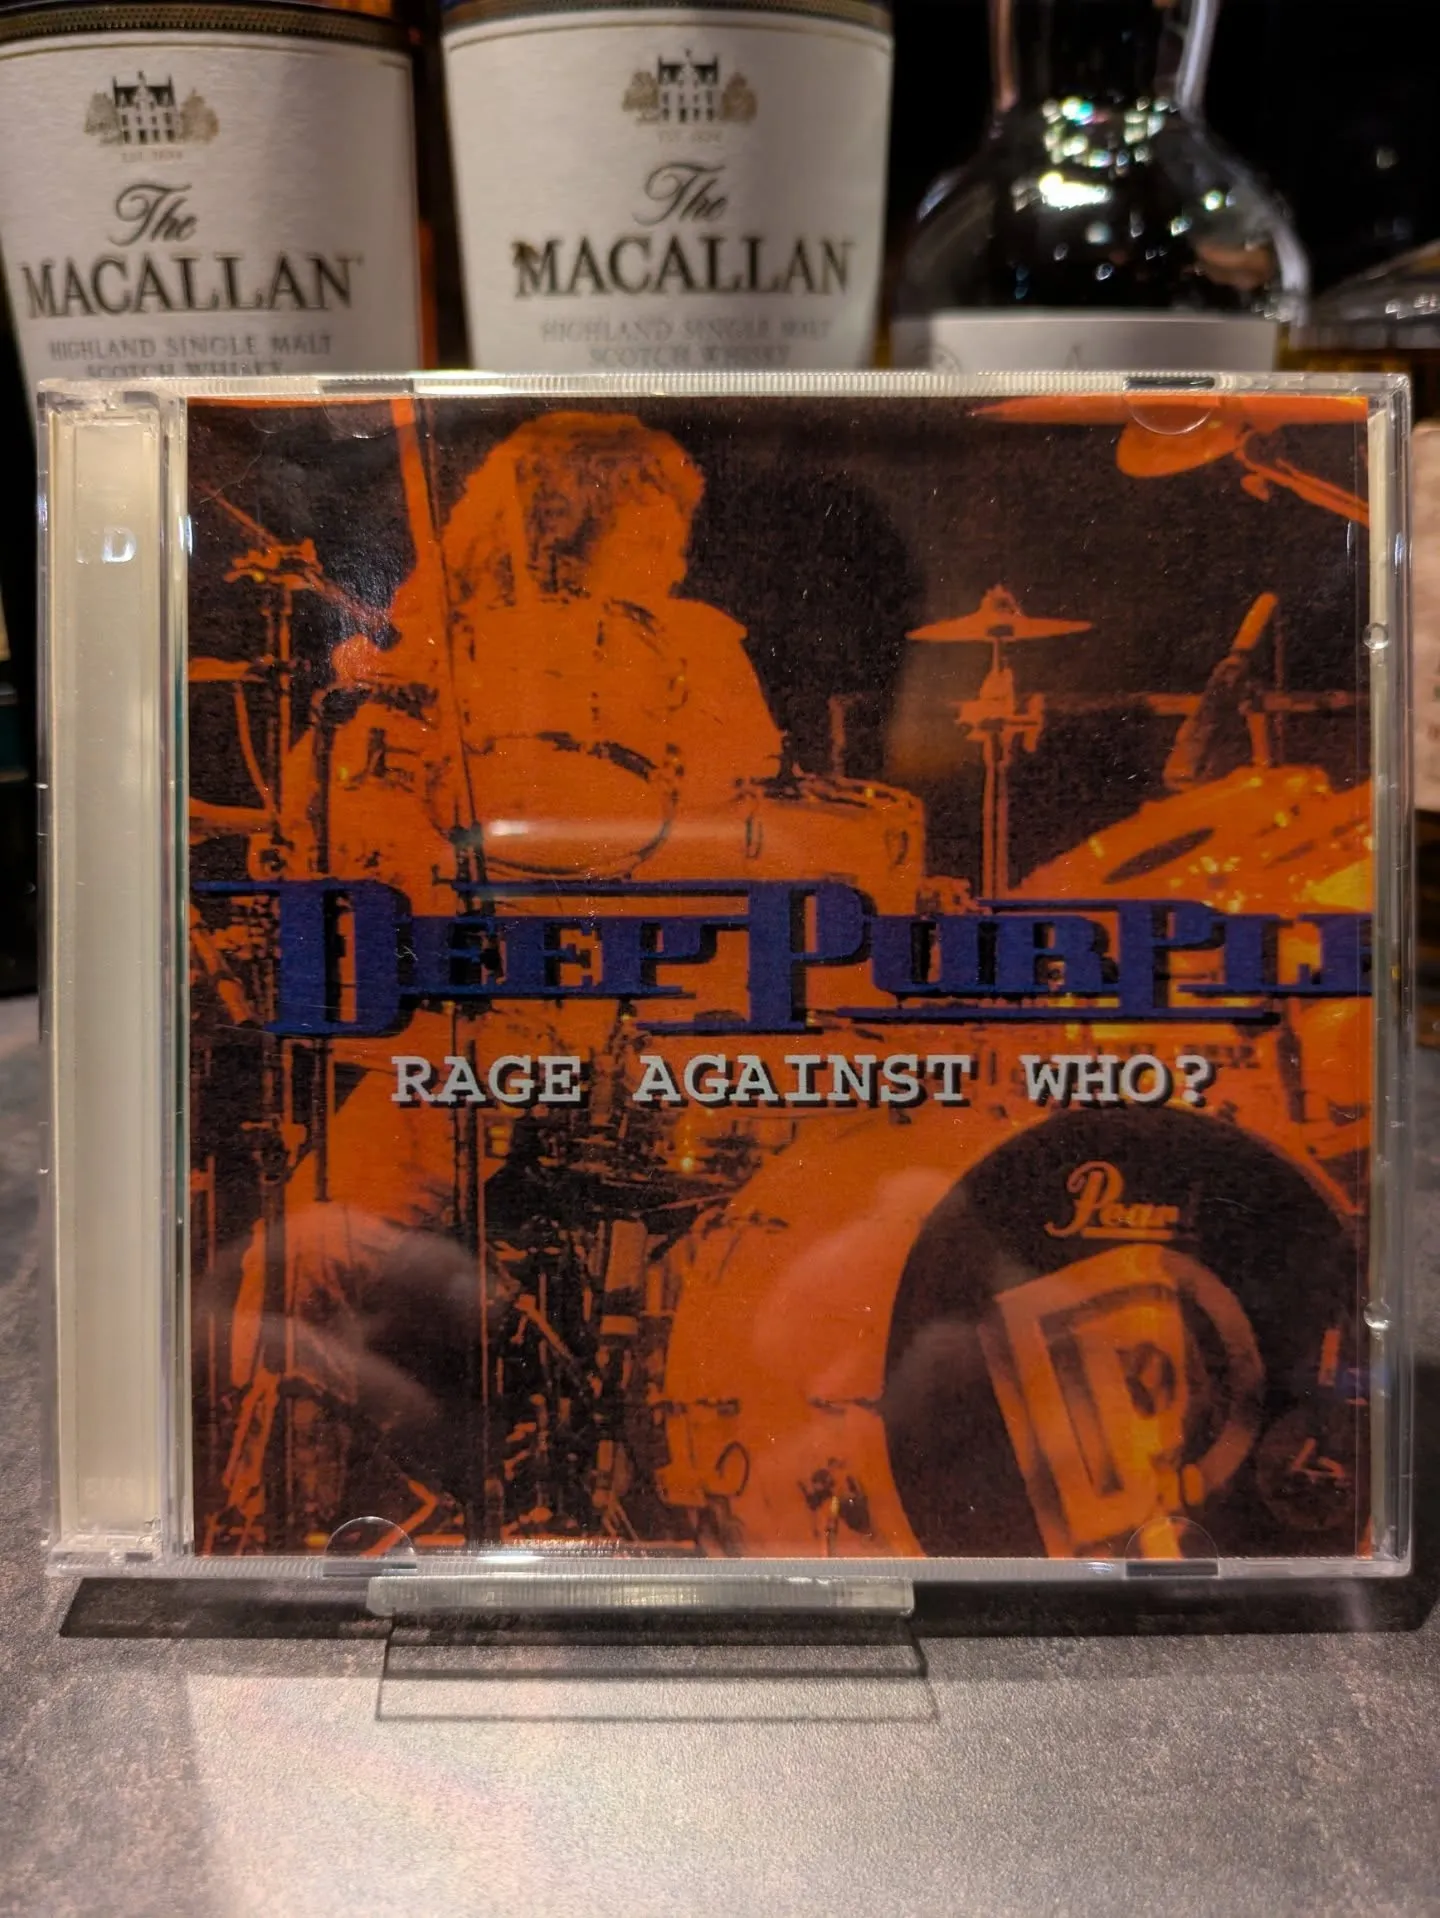 The
MACALLAN
HIGHLAND SINGLE MALT
SCOTCH WHISKY
The
MACALLAN
HIGHLAND SINGLE MALT
SCOTCH WHISKY
DEEP PURPLE
RAGE AGAINST WHO?
Pearl